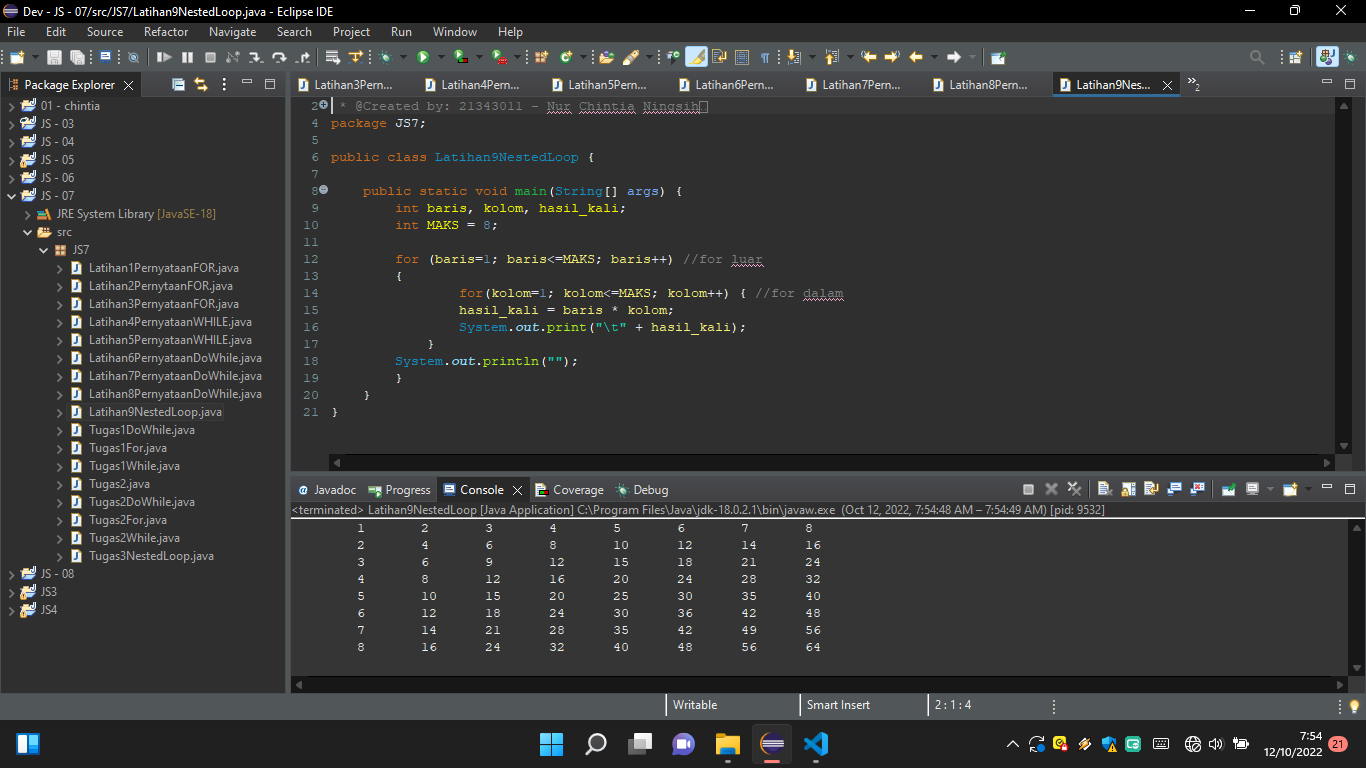 Dev - JS - 07/src/JS7/Latihan9NestedLoop.java - Eclipse IDE
File Edit Source Refactor Navigate Search Project Run Window Help
Package Explorer
Latihan3Pern... Latihan4Pern... Latihan5Pern... Latihan6Pern... Latihan7Pern... Latihan8Pern... Latihan9Nes... »2
01 - chintia
JS - 03
JS - 04
JS - 05
JS - 06
JS - 07
JRE System Library [JavaSE-18]
src
JS7
Latihan1PernyataanFOR.java
Latihan2PernytaanFOR.java
Latihan3PernyataanFOR.java
Latihan4PernyataanWHILE.java
Latihan5PernyataanWHILE.java
Latihan6PernyataanDoWhile.java
Latihan7PernyataanDoWhile.java
Latihan8PernyataanDoWhile.java
Latihan9NestedLoop.java
Tugas1DoWhile.java
Tugas1For.java
Tugas1While.java
Tugas2.java
Tugas2DoWhile.java
Tugas2For.java
Tugas2While.java
Tugas3NestedLoop.java
JS - 08
JS3
JS4
2 * @Created by: 21343011 - Nur Chintia Ningsih
4 package JS7;
5
6 public class Latihan9NestedLoop {
7
8 public static void main(String[] args) {
9 int baris, kolom, hasil_kali;
10 int MAKS = 8;
11
12 for (baris=1; baris<=MAKS; baris++) //for luar
13 {
14 for(kolom=1; kolom<=MAKS; kolom++) { //for dalam
15 hasil_kali = baris * kolom;
16 System.out.print("\t" + hasil_kali);
17 }
18 System.out.println("");
19 }
20 }
21 }
Javadoc Progress Console Coverage Debug
<terminated> Latihan9NestedLoop [Java Application] C:\Program Files\Java\jdk-18.0.2.1\bin\javaw.exe (Oct 12, 2022, 7:54:48 AM – 7:54:49 AM) [pid: 9532]
1 2 3 4 5 6 7 8
2 4 6 8 10 12 14 16
3 6 9 12 15 18 21 24
4 8 12 16 20 24 28 32
5 10 15 20 25 30 35 40
6 12 18 24 30 36 42 48
7 14 21 28 35 42 49 56
8 16 24 32 40 48 56 64
Writable Smart Insert 2 : 1 : 4
7:54
12/10/2022
21